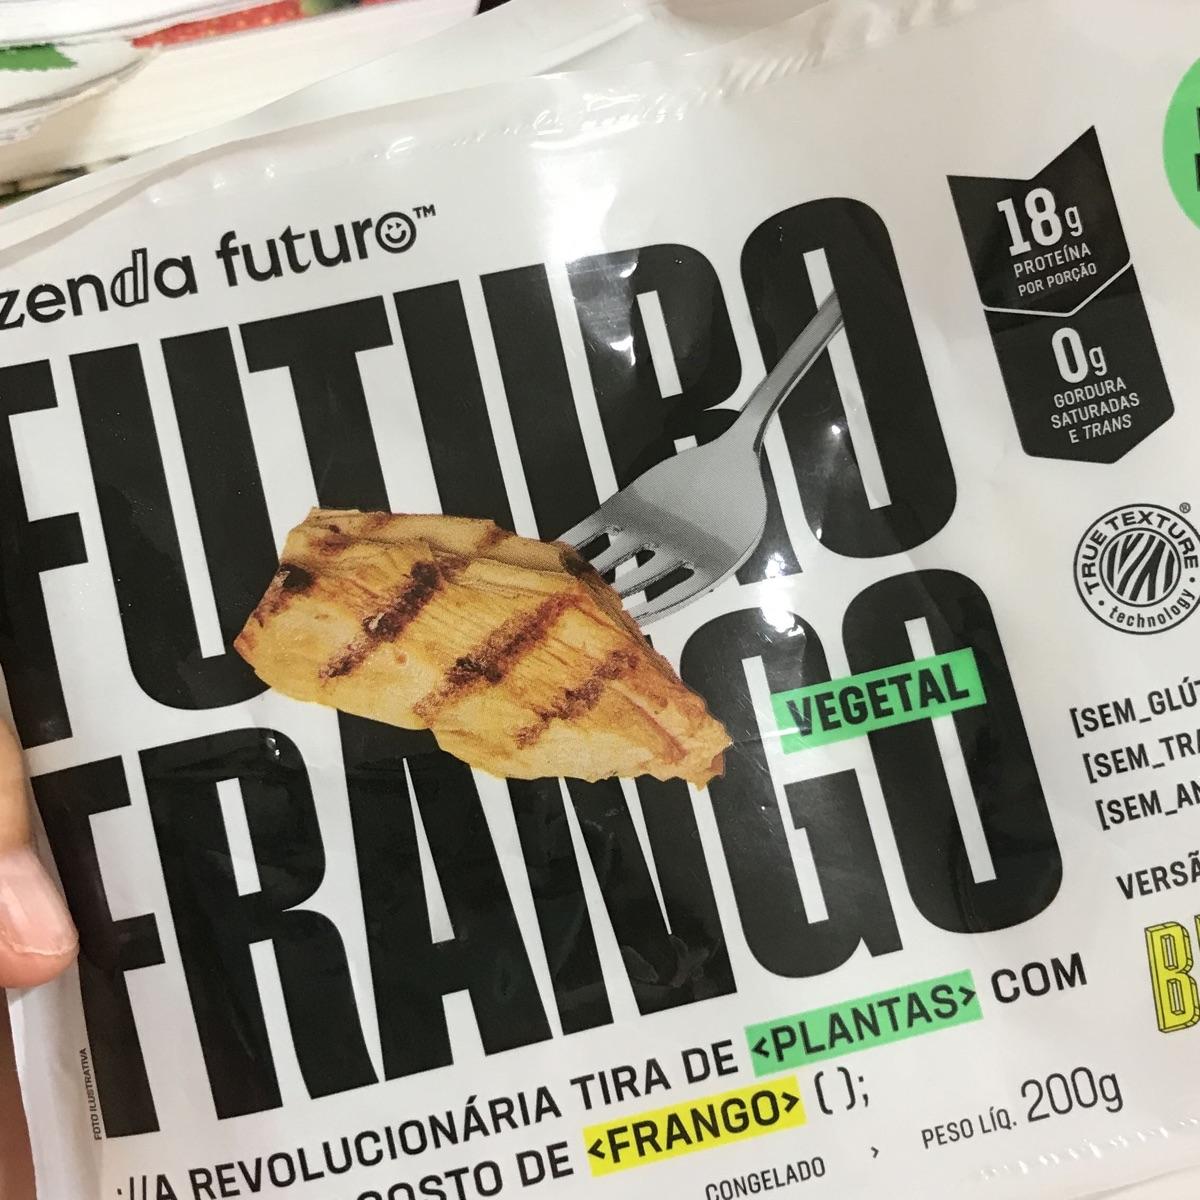 zenda futuro™
FUTURO
FRANGO
VEGETAL
18g
PROTEÍNA
POR PORÇÃO
0g
GORDURA
SATURADAS
E TRANS
TRUE TEXTURE®
technology
[SEM_GLÚT
[SEM_TRA
[SEM_AN
VERSÃ
://A REVOLUCIONÁRIA TIRA DE <PLANTAS> COM
GOSTO DE <FRANGO> ( );
CONGELADO
PESO LÍQ. 200g
FOTO ILUSTRATIVA